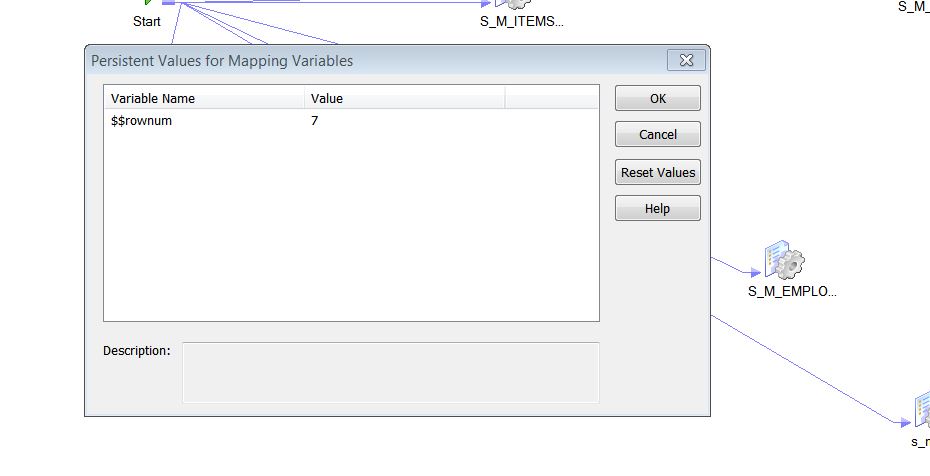 S_M_
Start
S_M_ITEMS...
Persistent Values for Mapping Variables
Variable Name Value
$$rownum 7
OK
Cancel
Reset Values
Help
S_M_EMPLO...
Description: